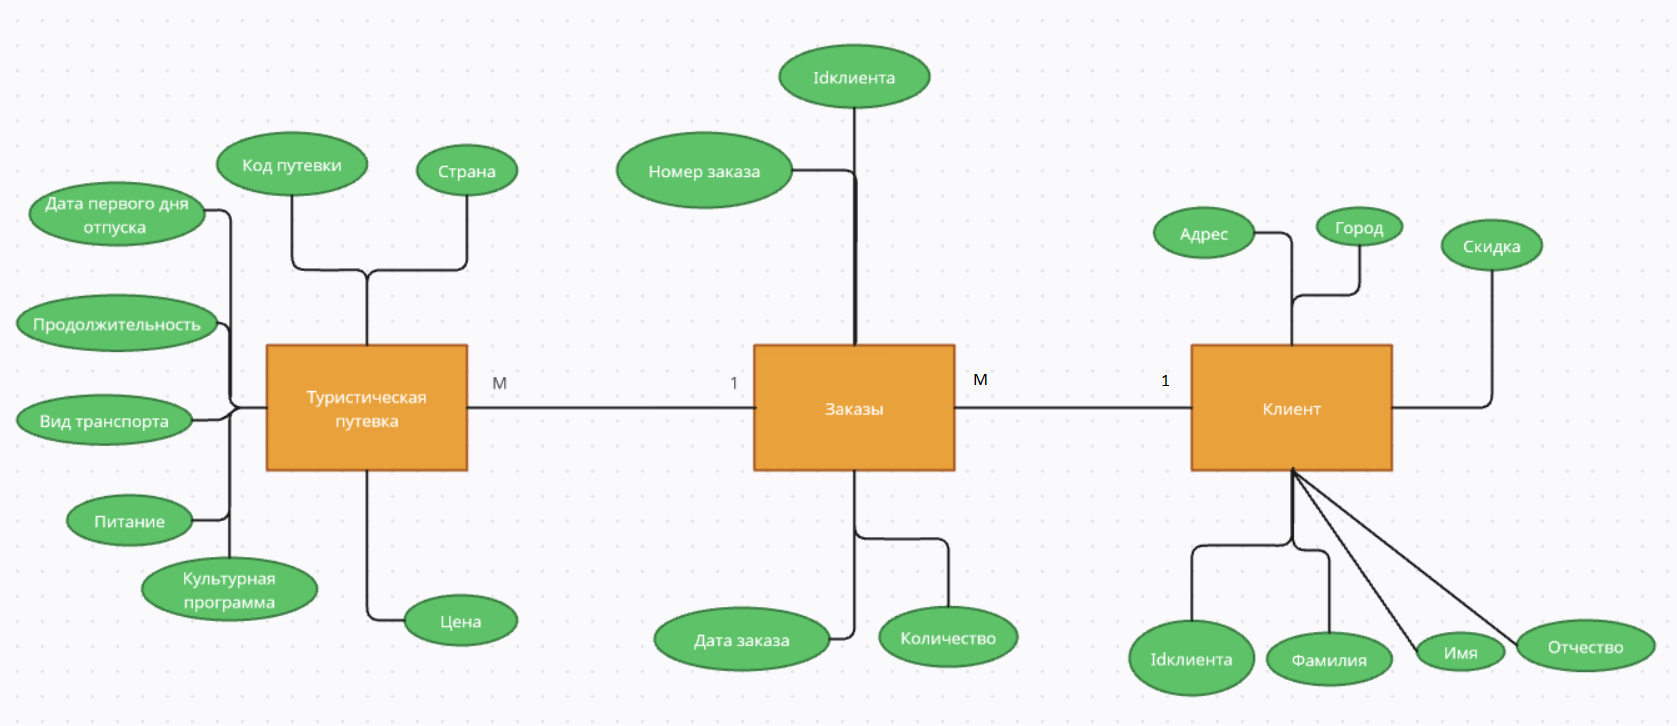 Idклиента
Код путевки
Страна
Номер заказа
Дата первого дня
отпуска
Адрес
Город
Скидка
Продолжительность
Туристическая
путевка
М
1
Заказы
М
1
Клиент
Вид транспорта
Питание
Культурная
программа
Цена
Дата заказа
Количество
Idклиента
Фамилия
Имя
Отчество